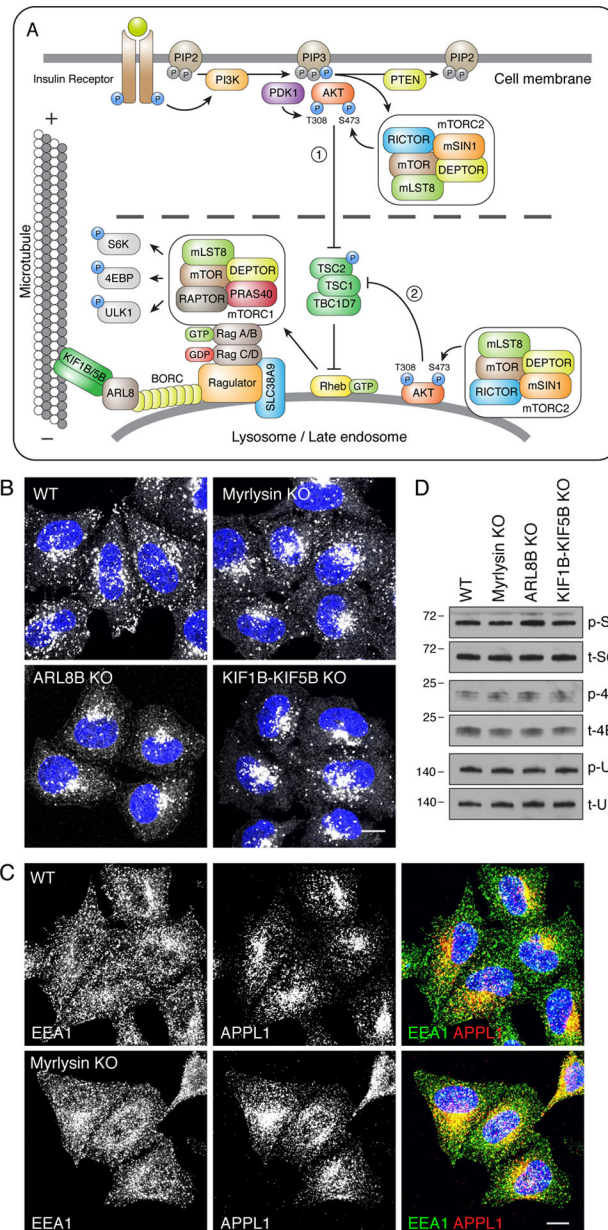 A
PIP2
PIP3
PIP2
P P
P P P
P P
Insulin Receptor
PI3K
PTEN
Cell membrane
PDK1
AKT
P P
P P
T308
S473
mTORC2
RICTOR
mSIN1
mTOR
DEPTOR
mLST8
+
Microtubule
1
P
S6K
P
4EBP
P
ULK1
mLST8
mTOR
DEPTOR
RAPTOR
PRAS40
mTORC1
P
TSC2
TSC1
TBC1D7
2
GTP
Rag A/B
GDP
Rag C/D
KIF1B/5B
ARL8
BORC
Ragulator
SLC38A9
Rheb
GTP
T308
S473
P P
AKT
mLST8
mTOR
DEPTOR
RICTOR
mSIN1
mTORC2
−
Lysosome / Late endosome
B
WT
Myrlysin KO
ARL8B KO
KIF1B-KIF5B KO
D
WT
Myrlysin KO
ARL8B KO
KIF1B-KIF5B KO
72
p-S
72
t-S6
25
p-4
25
t-4E
140
p-U
140
t-U
C
WT
EEA1
APPL1
EEA1 APPL1
Myrlysin KO
EEA1
APPL1
EEA1 APPL1